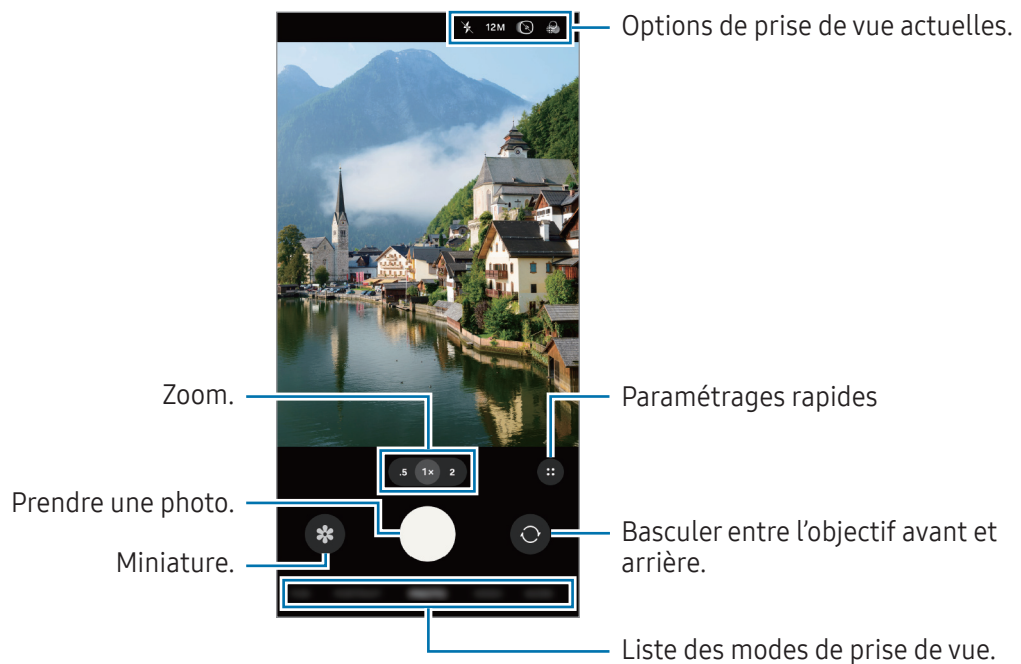 12M
Options de prise de vue actuelles.
Zoom.
Paramétrages rapides
.5 1× 2
Prendre une photo.
Basculer entre l'objectif avant et
arrière.
Miniature.
Liste des modes de prise de vue.